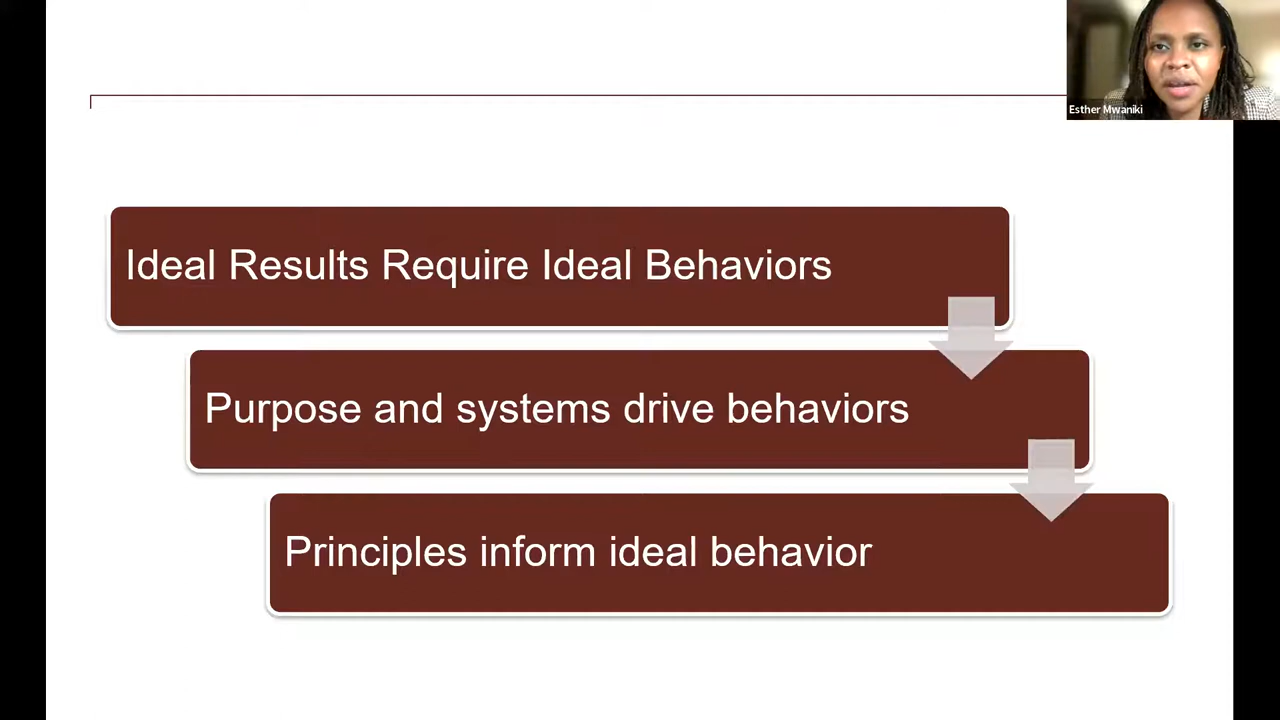 Esther Mwaniki
Ideal Results Require Ideal Behaviors
Purpose and systems drive behaviors
Principles inform ideal behavior